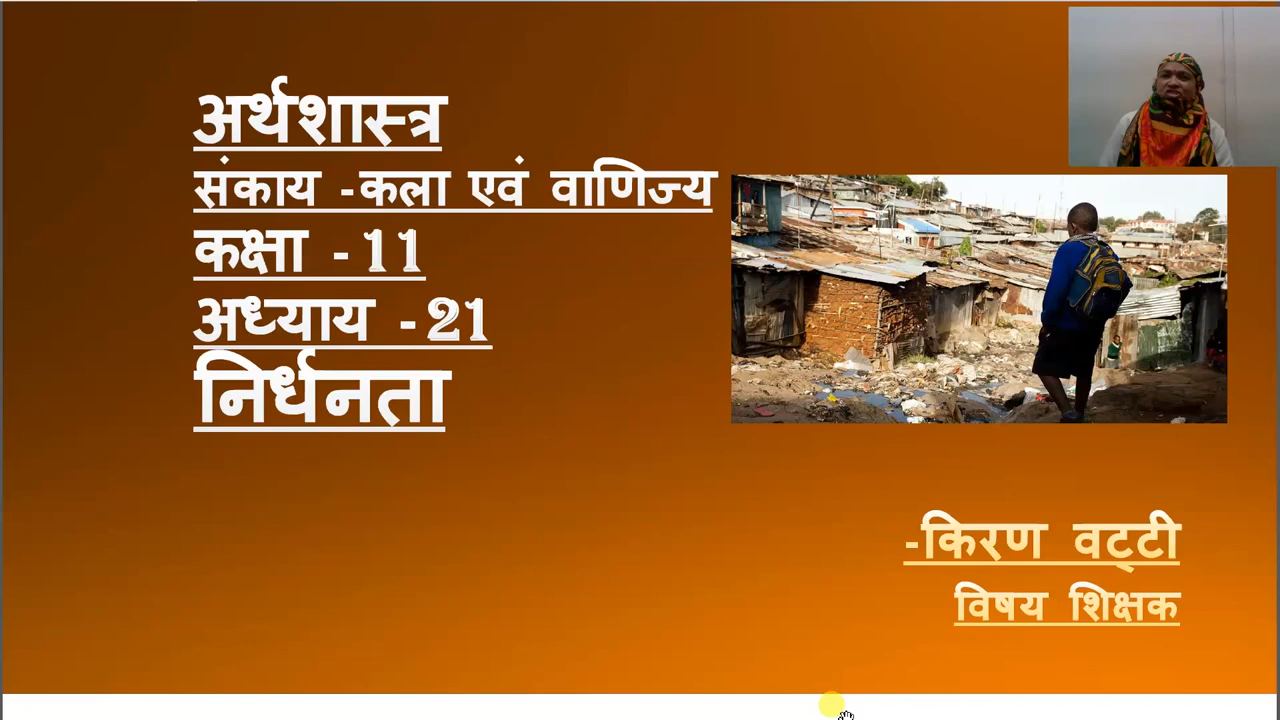 अर्थशास्त्र
संकाय -कला एवं वाणिज्य
कक्षा -11
अध्याय -21
निर्धनता
-किरण वट्टी
विषय शिक्षक